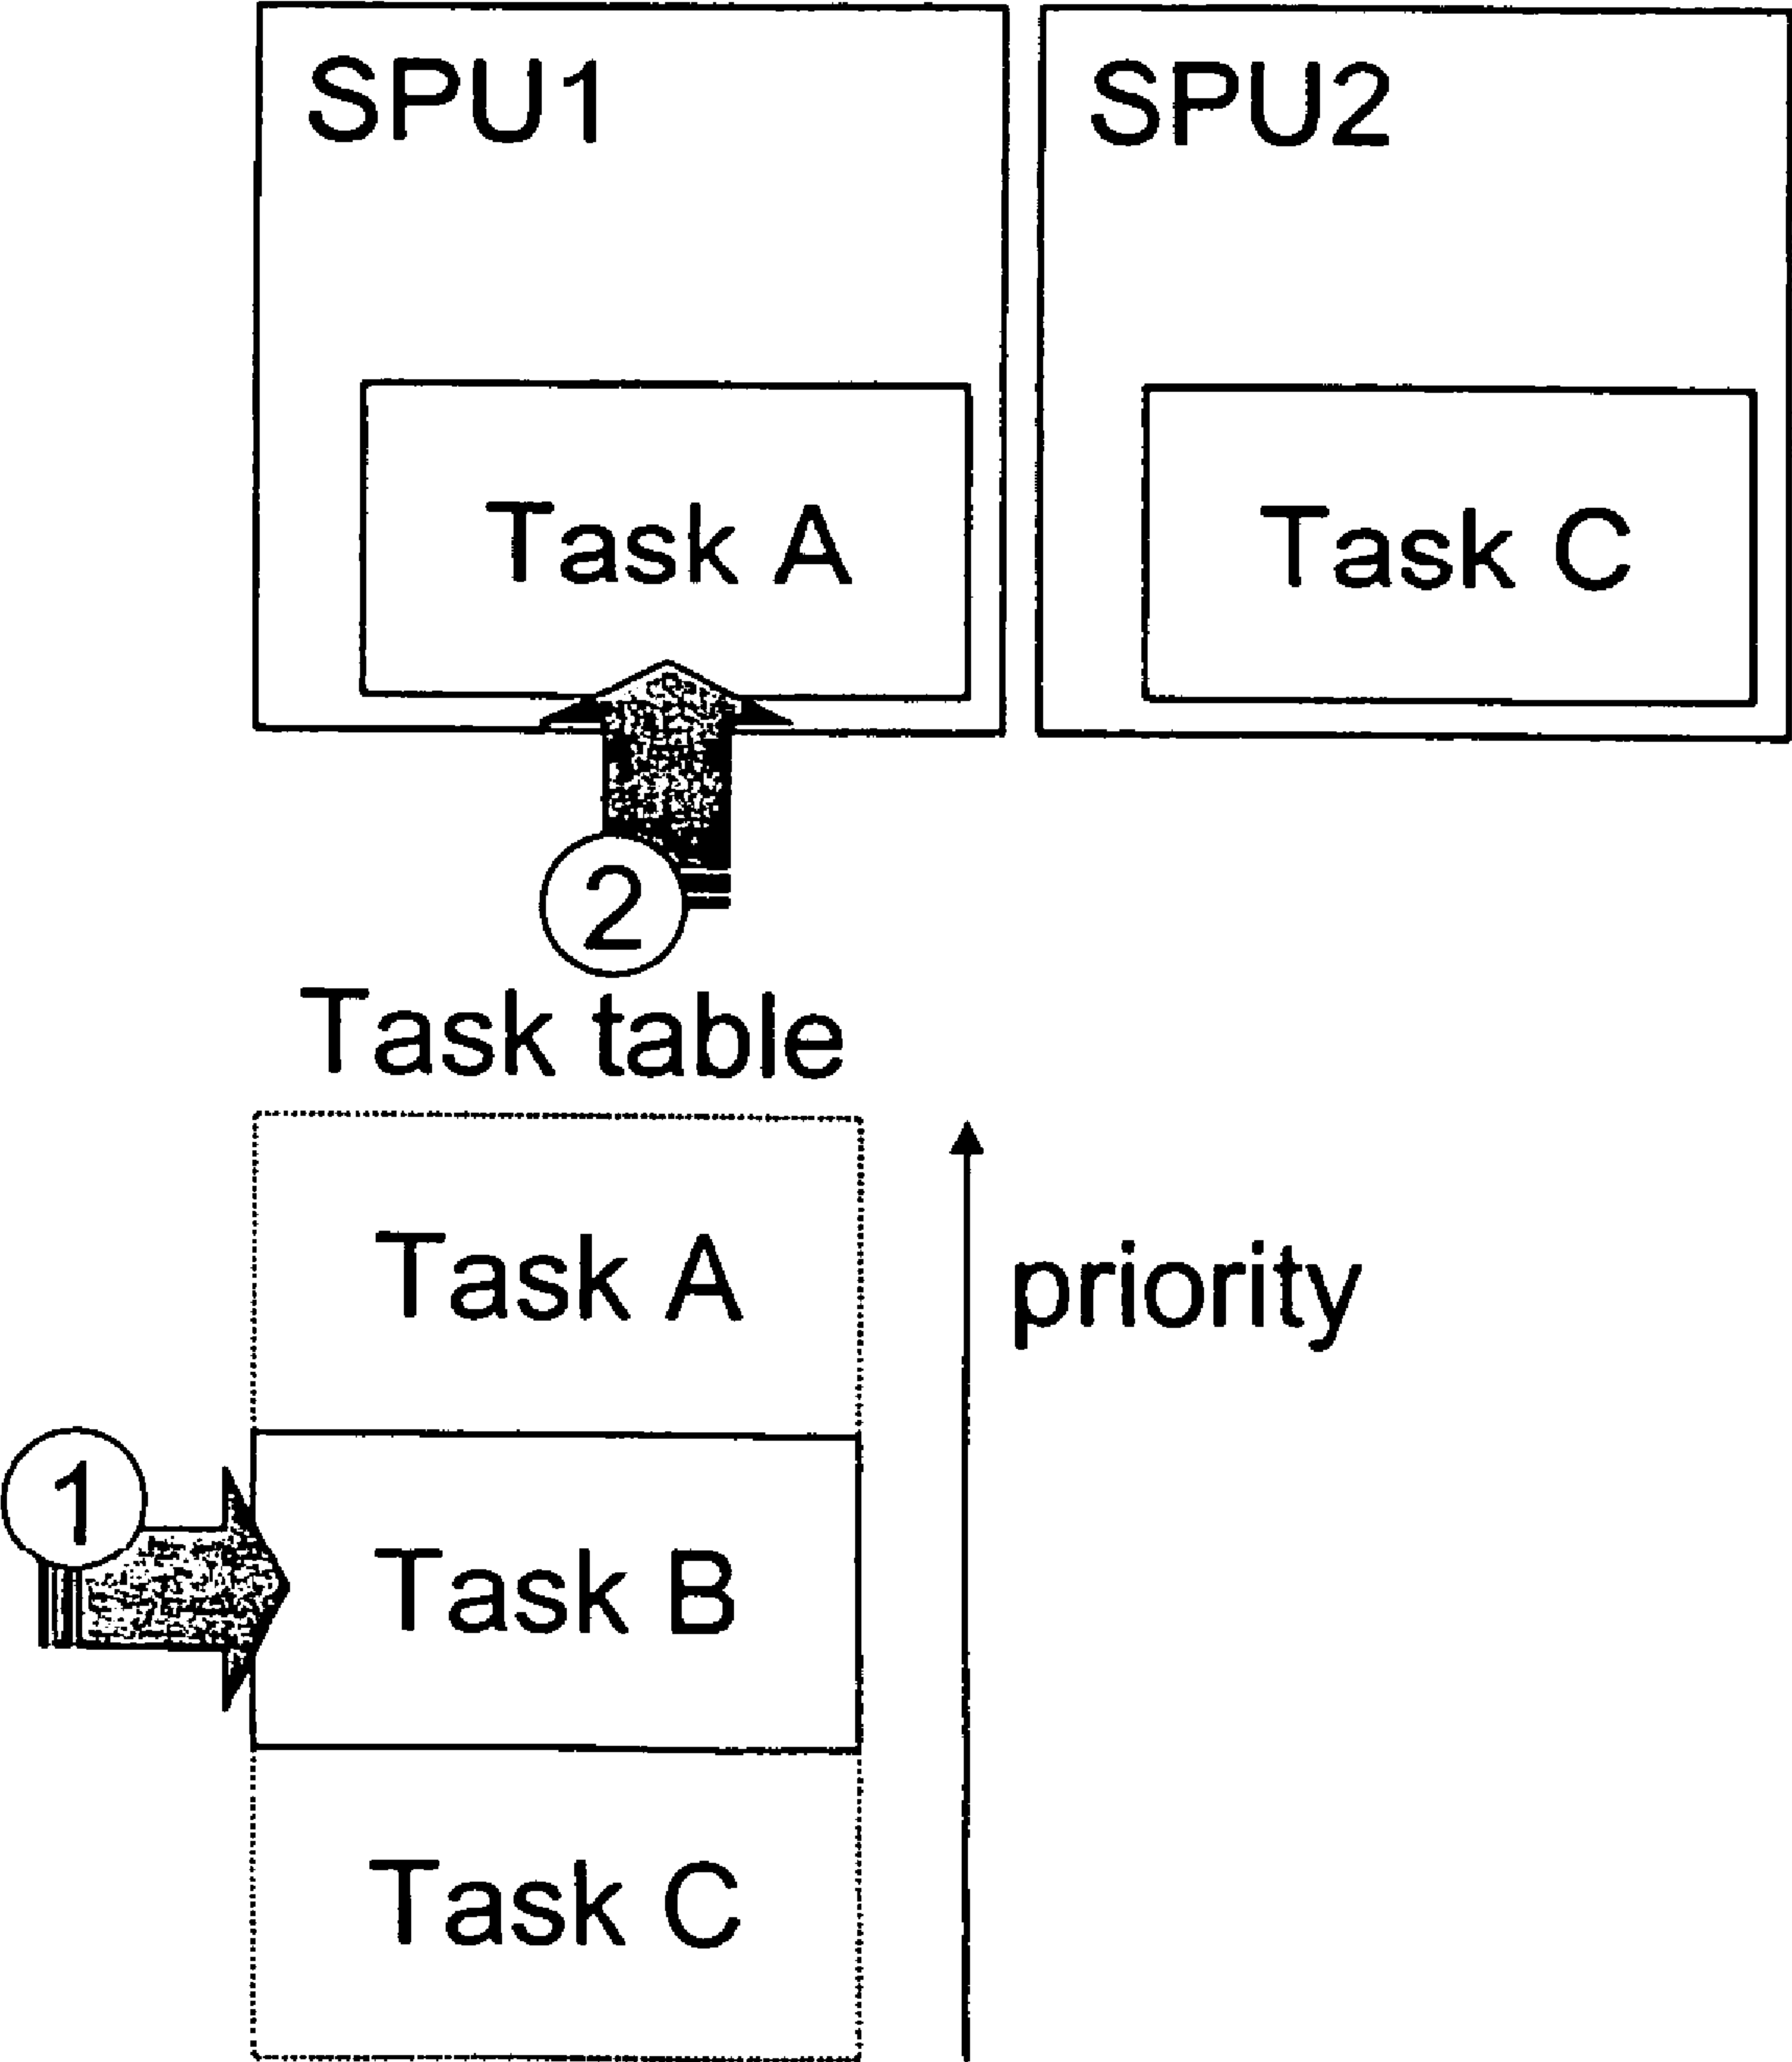 SPU1
SPU2
Task A
Task C
2
Task table
Task A
priority
1
Task B
Task C